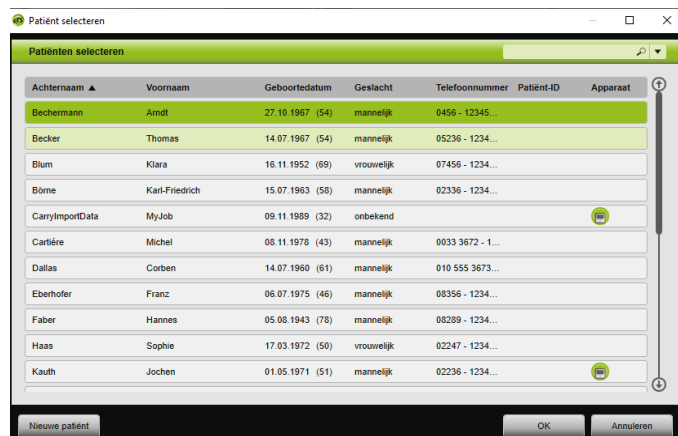 Patiënt selecteren
Patiënten selecteren
Achternaam ▲ Voornaam Geboortedatum Geslacht Telefoonnummer Patiënt-ID Apparaat
Bechermann Arndt 27.10.1967 (54) mannelijk 0456 - 12345...
Becker Thomas 14.07.1967 (54) mannelijk 05236 - 1234...
Blum Klara 16.11.1952 (69) vrouwelijk 07456 - 1234...
Börne Karl-Friedrich 15.07.1963 (58) mannelijk 02336 - 1234...
CarryImportData MyJob 09.11.1989 (32) onbekend
Cartiére Michel 08.11.1978 (43) mannelijk 0033 3672 - 1...
Dallas Corben 14.07.1960 (61) mannelijk 010 555 3673...
Eberhofer Franz 06.07.1975 (46) mannelijk 08356 - 1234...
Faber Hannes 05.08.1943 (78) mannelijk 08289 - 1234...
Haas Sophie 17.03.1972 (50) vrouwelijk 02247 - 1234...
Kauth Jochen 01.05.1971 (51) mannelijk 02236 - 1234...
Nieuwe patiënt OK Annuleren